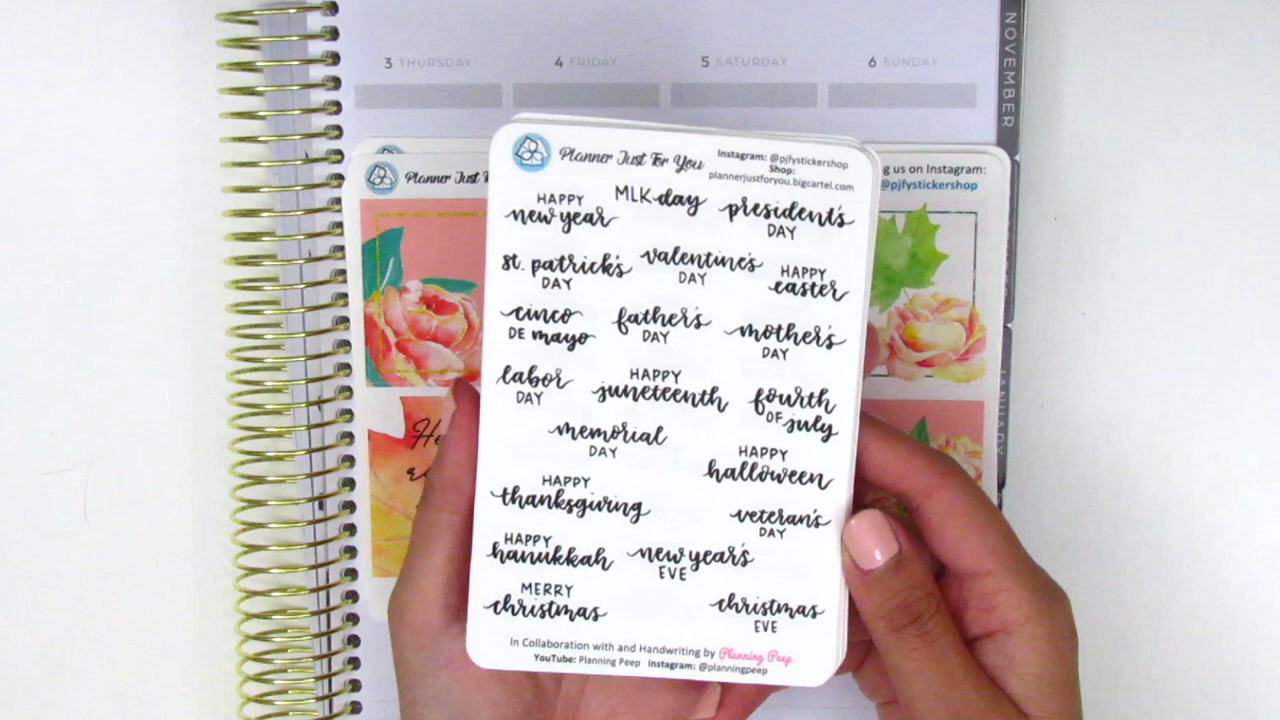 3 THURSDAY
4 FRIDAY
5 SATURDAY
6 SUNDAY
NOVEMBER
JANUARY
Planner Just
g us on Instagram:
@pjfystickershop
He
Planner Just For You
Instagram: @pjfystickershop
Shop:
plannerjustforyou.bigcartel.com
HAPPY
new year
MLK day
president's
DAY
st. patrick's
DAY
valentine's
DAY
HAPPY
easter
cinco
DE mayo
father's
DAY
mother's
DAY
labor
DAY
HAPPY
juneteenth
fourth
OF july
memorial
DAY
HAPPY
halloween
HAPPY
thanksgiving
veteran's
DAY
HAPPY
hanukkah
new year's
EVE
MERRY
christmas
christmas
EVE
In Collaboration with and Handwriting by Planning Peep
YouTube: Planning Peep Instagram: @planningpeep